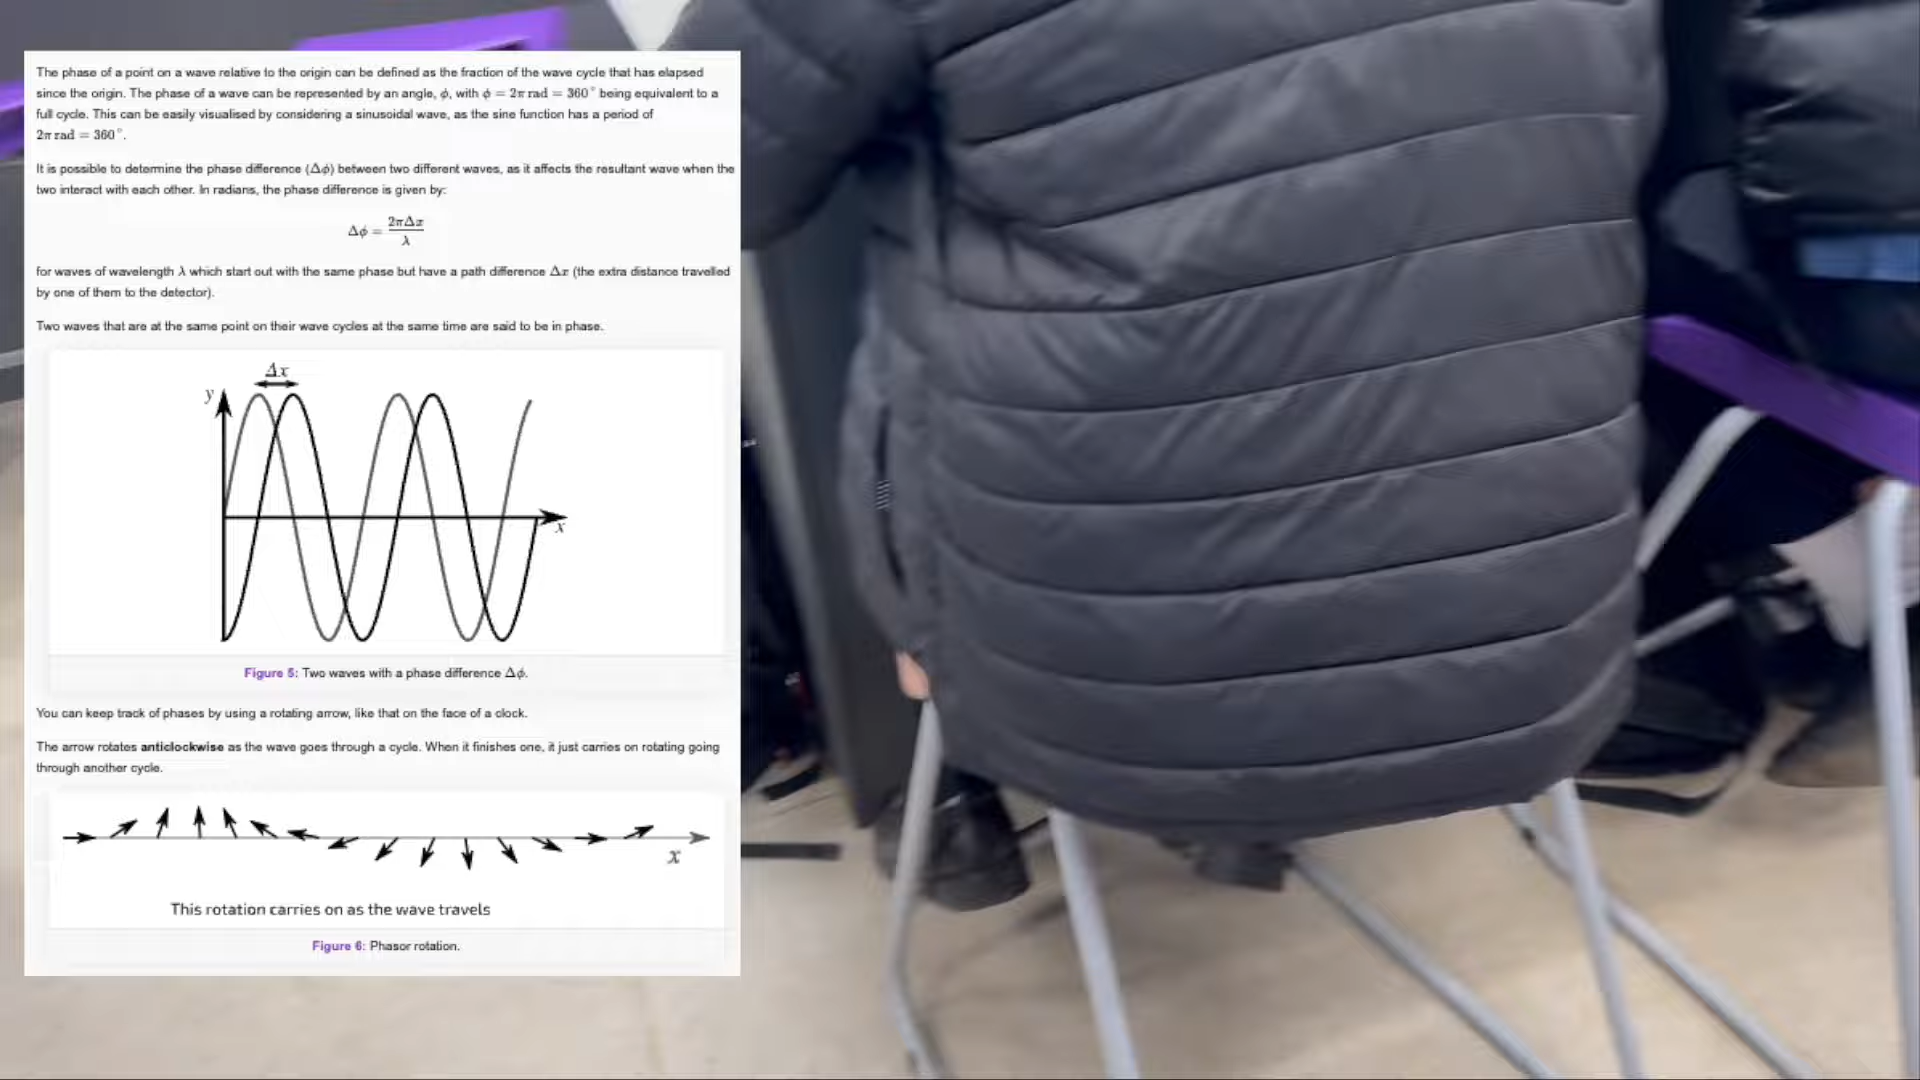 The phase of a point on a wave relative to the origin can be defined as the fraction of the wave cycle that has elapsed
since the origin. The phase of a wave can be represented by an angle, ϕ, with ϕ = 2π rad = 360° being equivalent to a
full cycle. This can be easily visualised by considering a sinusoidal wave, as the sine function has a period of
2π rad = 360°.
It is possible to determine the phase difference (Δϕ) between two different waves, as it affects the resultant wave when the
two interact with each other. In radians, the phase difference is given by:
Δϕ = 2πΔx / λ
for waves of wavelength λ which start out with the same phase but have a path difference Δx (the extra distance travelled
by one of them to the detector).
Two waves that are at the same point on their wave cycles at the same time are said to be in phase.
Δx
y
x
Figure 5: Two waves with a phase difference Δϕ.
You can keep track of phases by using a rotating arrow, like that on the face of a clock.
The arrow rotates anticlockwise as the wave goes through a cycle. When it finishes one, it just carries on rotating going
through another cycle.
x
This rotation carries on as the wave travels
Figure 6: Phasor rotation.